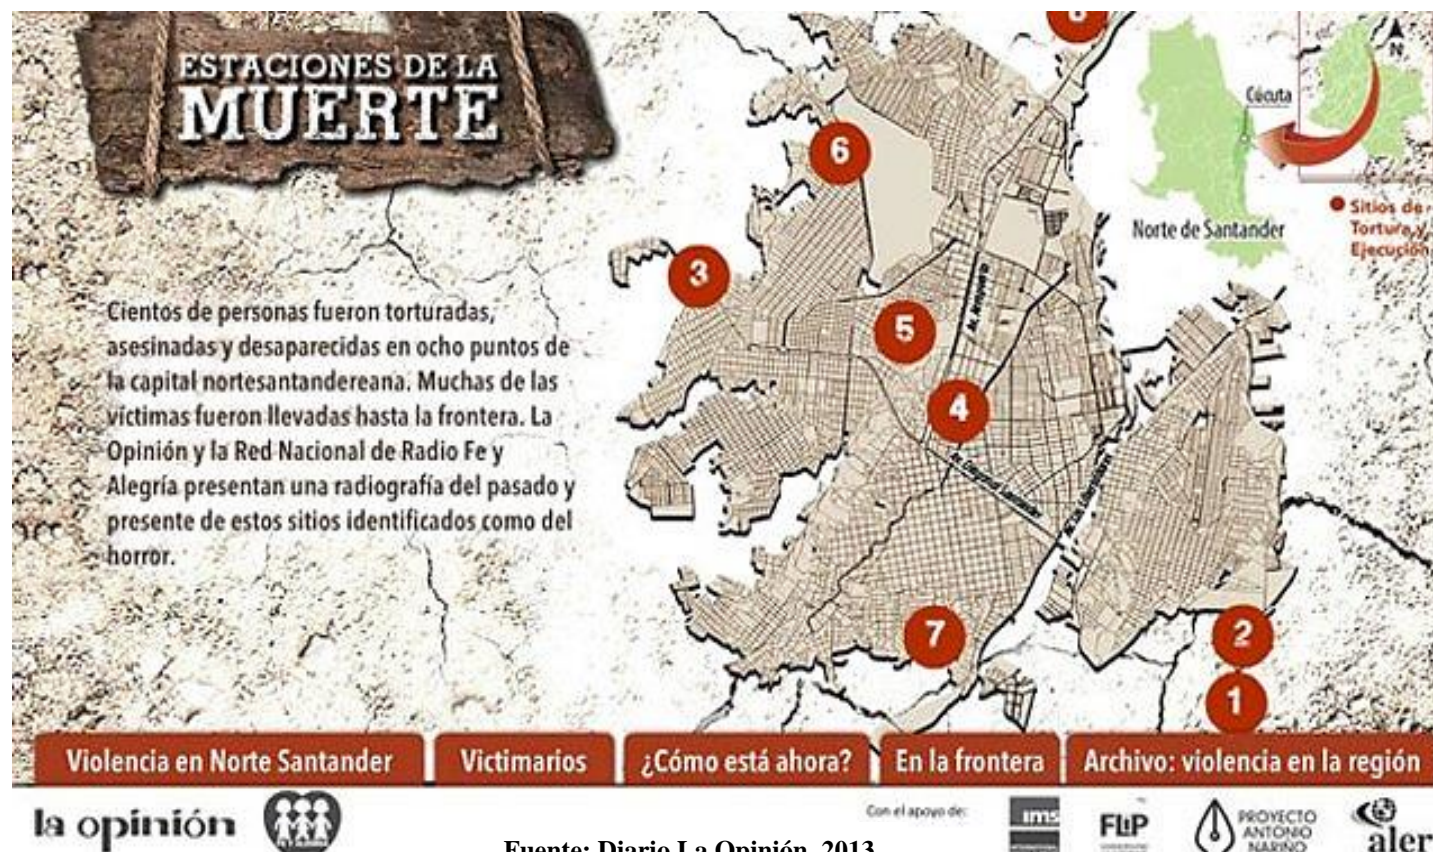 ESTACIONES DE LA
MUERTE
Cientos de personas fueron torturadas,
asesinadas y desaparecidas en ocho puntos de
la capital nortesantandereana. Muchas de las
víctimas fueron llevadas hasta la frontera. La
Opinión y la Red Nacional de Radio Fe y
Alegría presentan una radiografía del pasado y
presente de estos sitios identificados como del
horror.
8
6
3
5
4
7
2
1
Av. Diagonal Santander
Cúcuta
N
Norte de Santander
Sitios de
Tortura y
Ejecución
Violencia en Norte Santander
Victimarios
¿Cómo está ahora?
En la frontera
Archivo: violencia en la región
la opinión
Con el apoyo de:
ims
FLiP
PROYECTO
ANTONIO
NARIÑO
aler
Fuente: Diario La Opinión, 2013